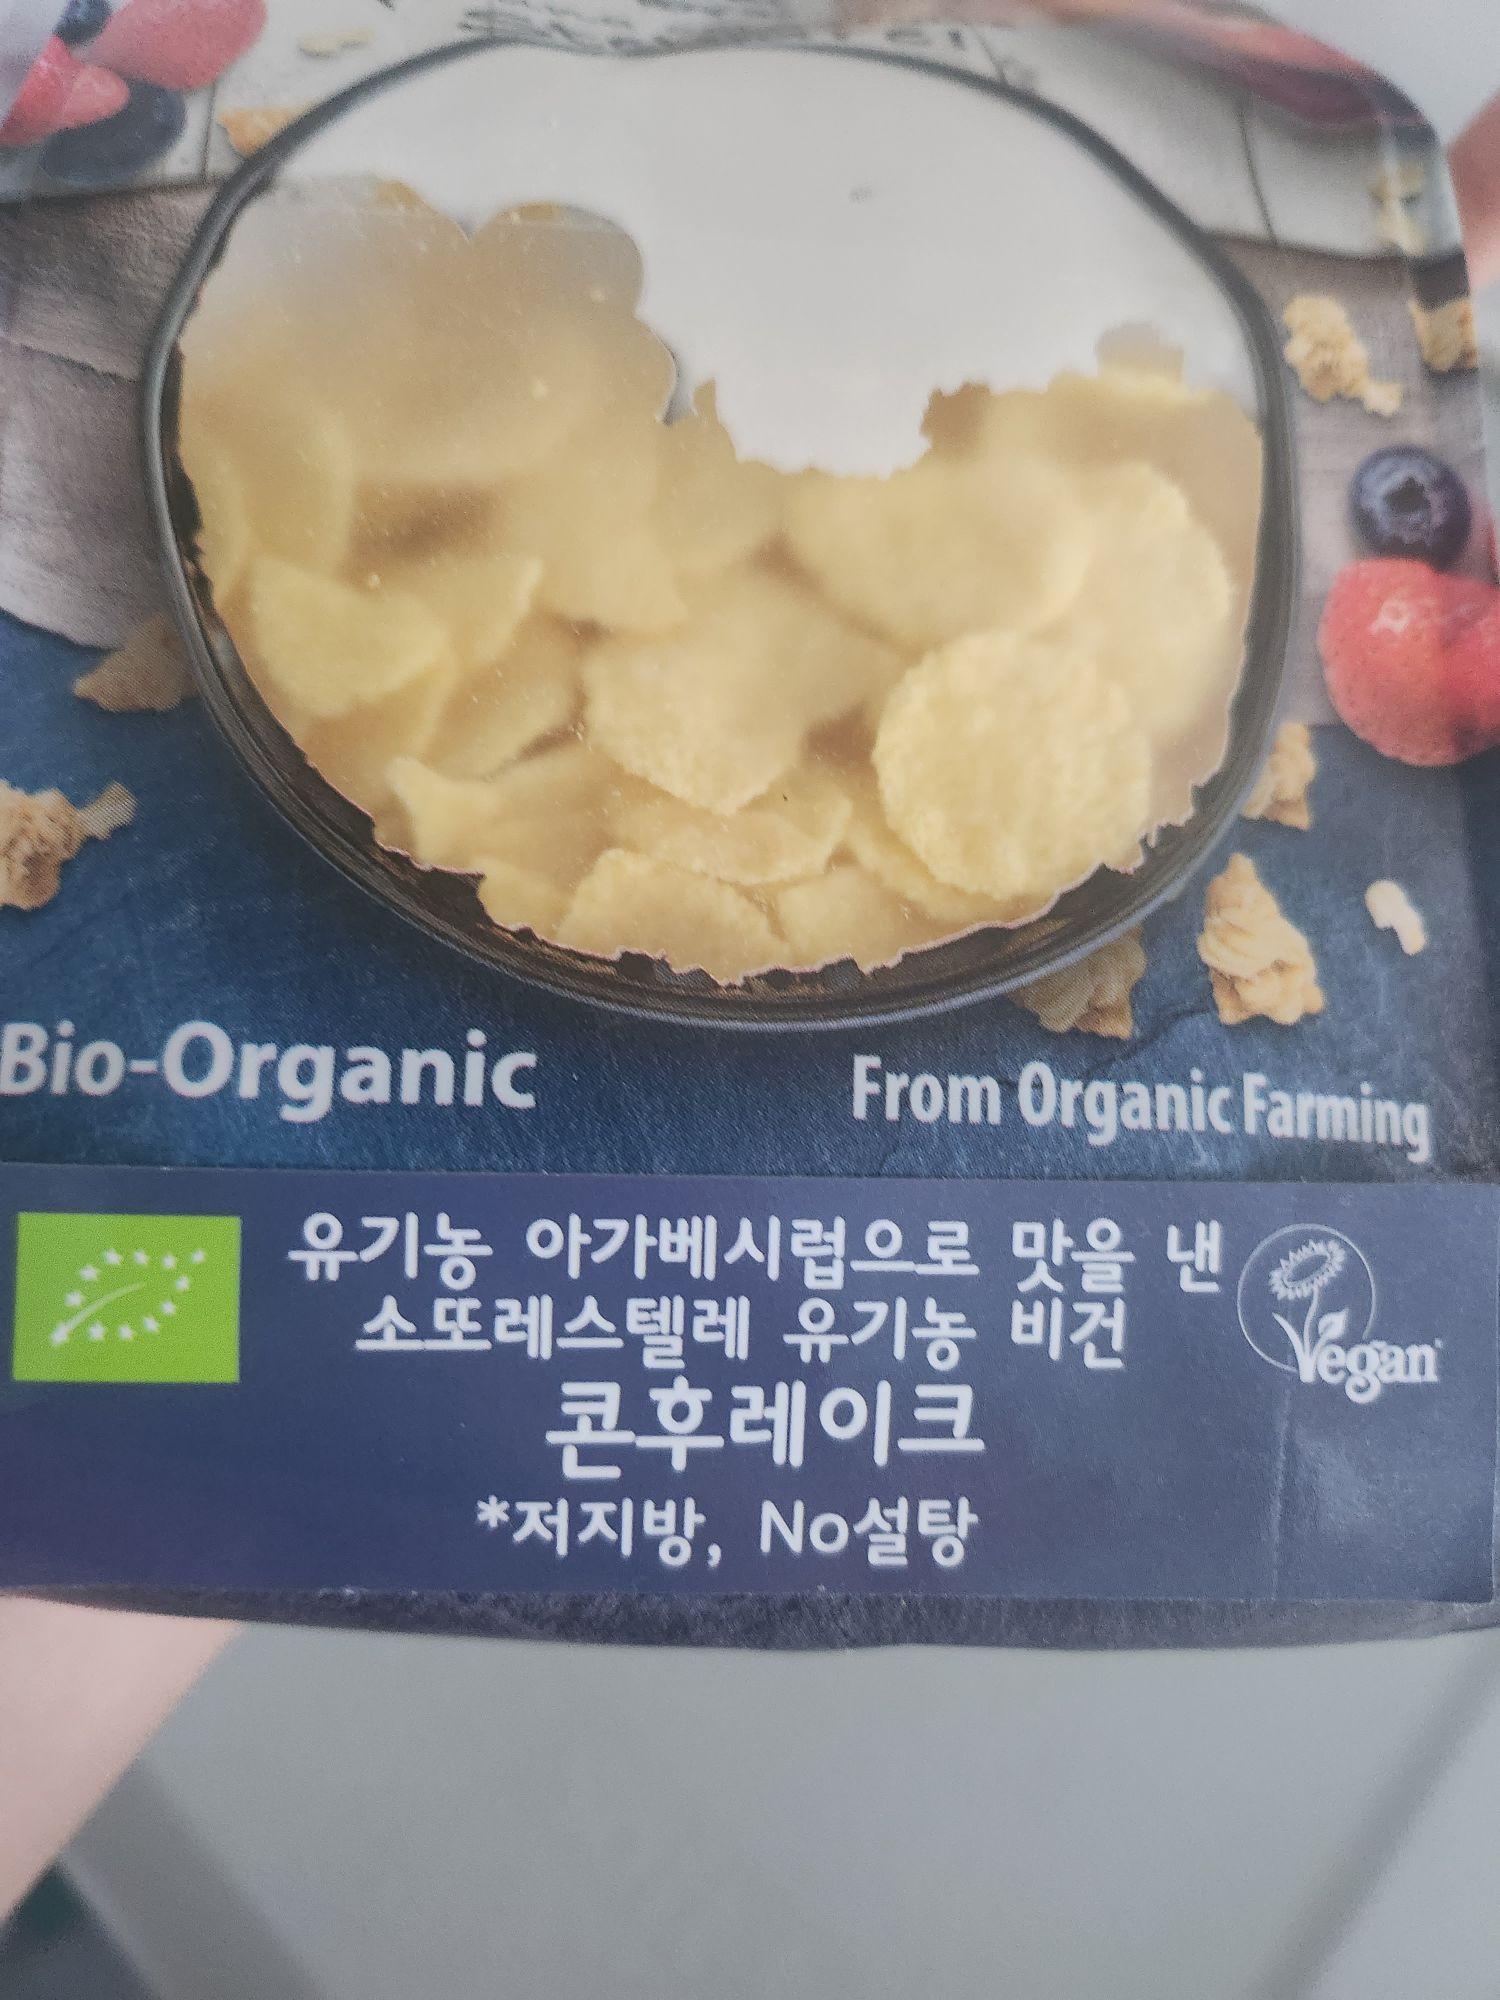 Bio-Organic
From Organic Farming
유기농 아가베시럽으로 맛을 낸
소또레스텔레 유기농 비건
콘후레이크
*저지방, No설탕
Vegan